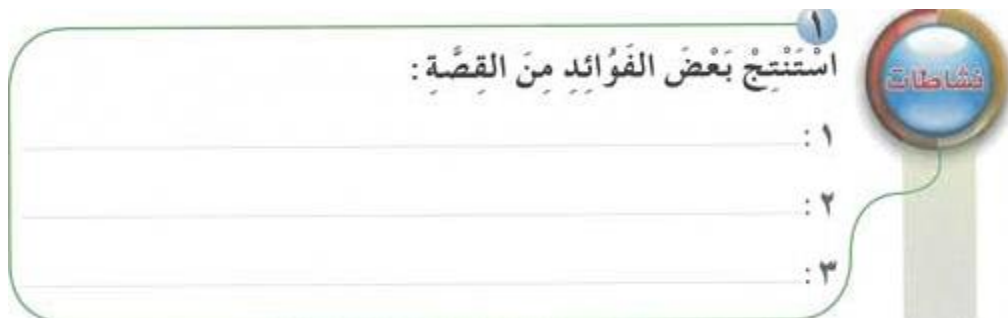 ١
نشاطات
اسْتَنْتِجْ بَعْضَ الفَوَائِدِ مِنَ القِصَّةِ:
١:
٢:
٣: